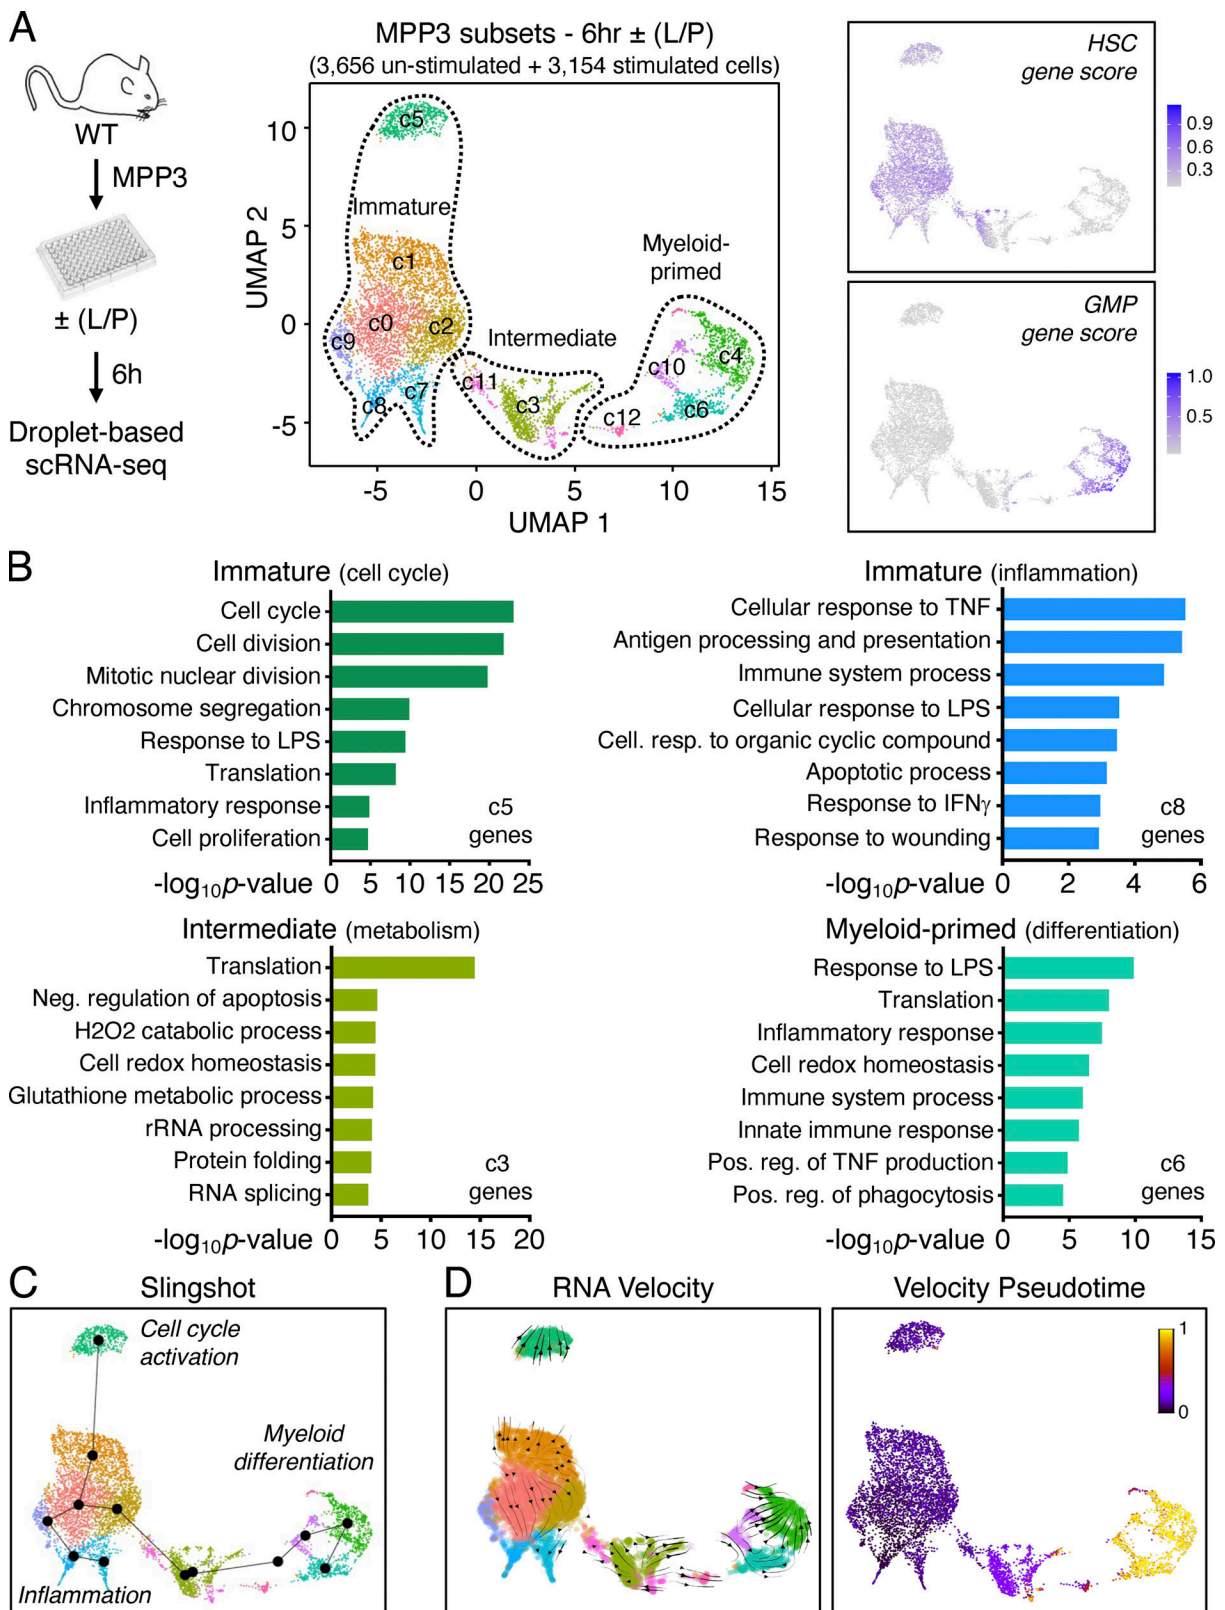 A
WT
MPP3
± (L/P)
6h
Droplet-based
scRNA-seq
MPP3 subsets - 6hr ± (L/P)
(3,656 un-stimulated + 3,154 stimulated cells)
UMAP 2
10
5
0
-5
c5
Immature
c1
c0
c2
c9
c8
c7
Intermediate
c11
c3
Myeloid-
primed
c10
c4
c6
c12
-5
0
5
10
15
UMAP 1
HSC
gene score
0.9
0.6
0.3
GMP
gene score
1.0
0.5
B
Immature (cell cycle)
Cell cycle
Cell division
Mitotic nuclear division
Chromosome segregation
Response to LPS
Translation
Inflammatory response
Cell proliferation
c5
genes
-log10p-value 0 5 10 15 20 25
Immature (inflammation)
Cellular response to TNF
Antigen processing and presentation
Immune system process
Cellular response to LPS
Cell. resp. to organic cyclic compound
Apoptotic process
Response to IFNγ
Response to wounding
c8
genes
-log10p-value 0 2 4 6
Intermediate (metabolism)
Translation
Neg. regulation of apoptosis
H2O2 catabolic process
Cell redox homeostasis
Glutathione metabolic process
rRNA processing
Protein folding
RNA splicing
c3
genes
-log10p-value 0 5 10 15 20
Myeloid-primed (differentiation)
Response to LPS
Translation
Inflammatory response
Cell redox homeostasis
Immune system process
Innate immune response
Pos. reg. of TNF production
Pos. reg. of phagocytosis
c6
genes
-log10p-value 0 5 10 15
C
Slingshot
Cell cycle
activation
Myeloid
differentiation
Inflammation
D
RNA Velocity
Velocity Pseudotime
1
0